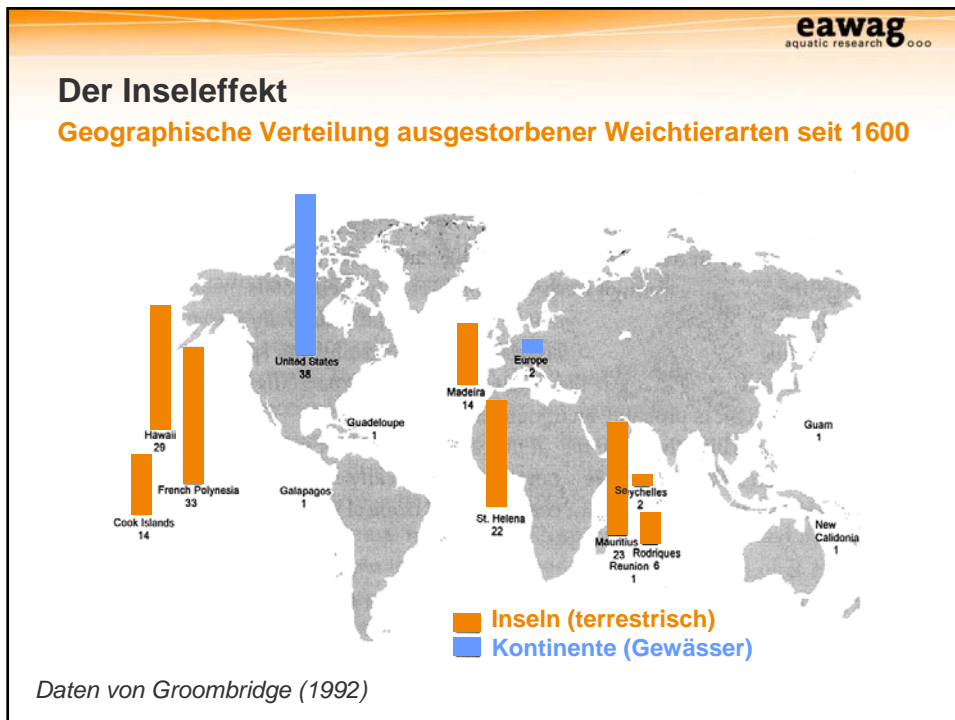 eawag
aquatic research ooo
Der Inseleffekt
Geographische Verteilung ausgestorbener Weichtierarten seit 1600
United States
38
Europe
2
Madeira
14
Guadeloupe
1
Guam
1
Hawaii
29
French Polynesia
33
Galapagos
1
Cook Islands
14
St. Helena
22
Seychelles
2
Mauritius
23
Rodriques
6
Reunion
1
New
Calidonia
1
Inseln (terrestrisch)
Kontinente (Gewässer)
Daten von Groombridge (1992)